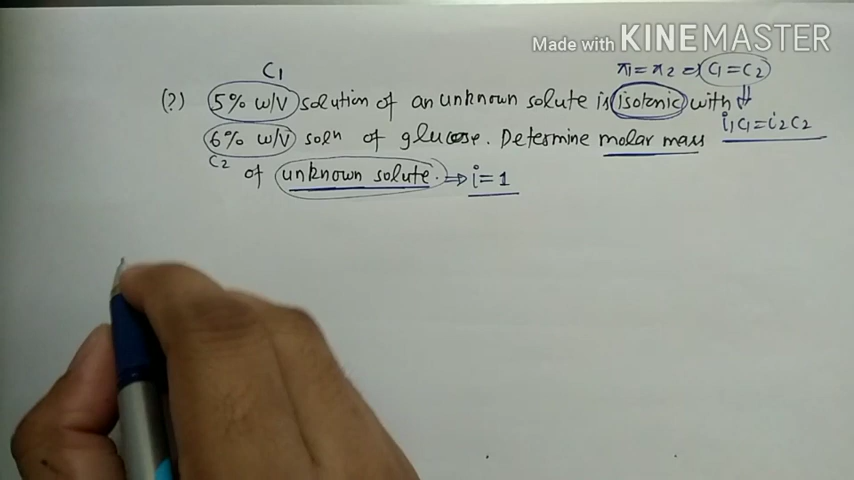 Made with KINEMASTER
C1 π1 = π2 ⇒ C1 = C2
(?) 5% w/v solution of an unknown solute is isotonic with
i1C1 = i2C2
6% w/v soln of glucose. Determine molar mass
C2
of unknown solute. ⇒ i = 1